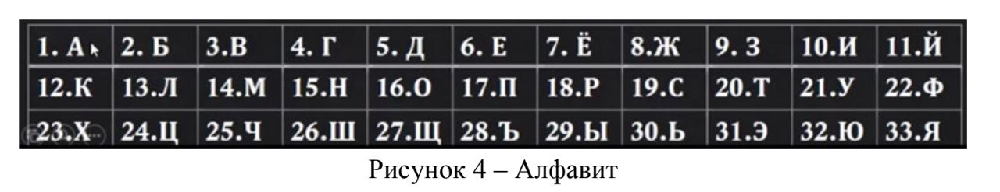 1. А 2. Б 3.В 4. Г 5. Д 6. Е 7. Ё 8.Ж 9. З 10.И 11.Й
12.К 13.Л 14.М 15.Н 16.О 17.П 18.Р 19.С 20.Т 21.У 22.Ф
23.Х 24.Ц 25.Ч 26.Ш 27.Щ 28.Ъ 29.Ы 30.Ь 31.Э 32.Ю 33.Я
Рисунок 4 – Алфавит